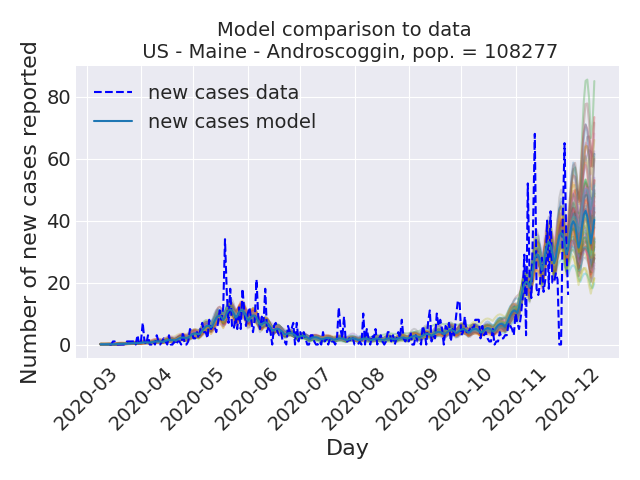 Model comparison to data
US - Maine - Androscoggin, pop. = 108277
Number of new cases reported
80
60
40
20
0
new cases data
new cases model
2020-03
2020-04
2020-05
2020-06
2020-07
2020-08
2020-09
2020-10
2020-11
2020-12
Day